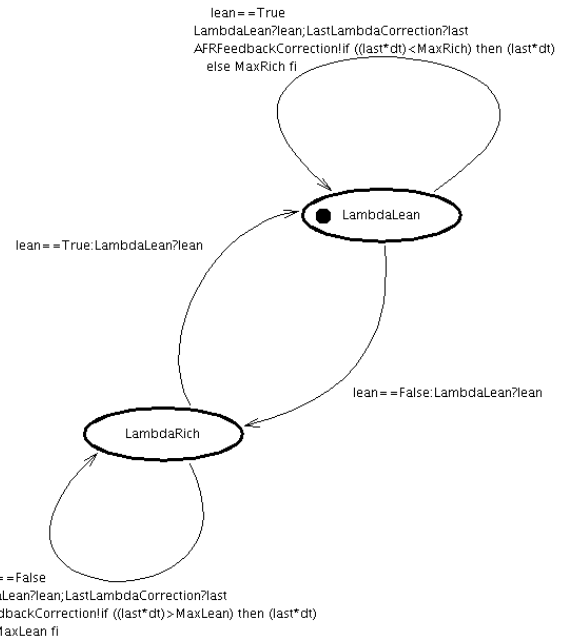 lean==True
LambdaLean?lean;LastLambdaCorrection?last
AFRFeedbackCorrection!if ((last*dt)<MaxRich) then (last*dt)
else MaxRich fi
LambdaLean
lean==True:LambdaLean?lean
lean==False:LambdaLean?lean
LambdaRich
==False
aLean?lean;LastLambdaCorrection?last
dbackCorrection!if ((last*dt)>MaxLean) then (last*dt)
MaxLean fi